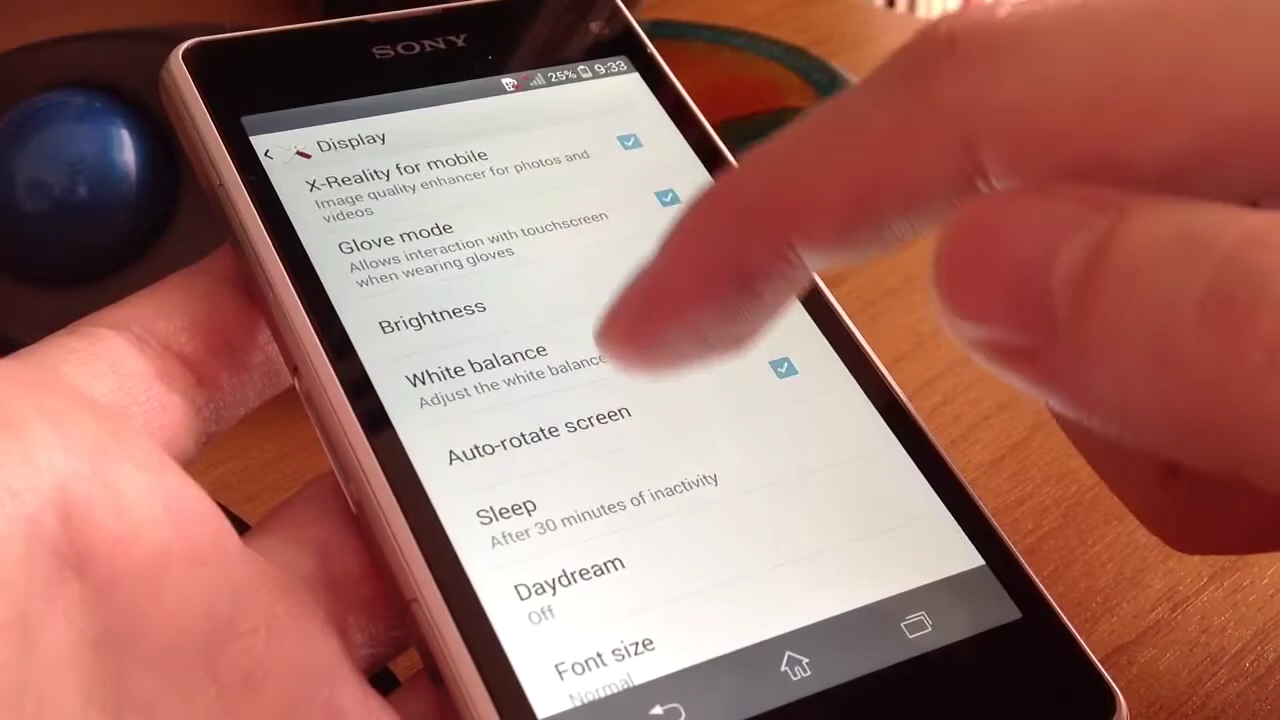 SONY
25% 9:33
Display
X-Reality for mobile
Image quality enhancer for photos and
videos
Glove mode
Allows interaction with touchscreen
when wearing gloves
Brightness
White balance
Adjust the white balance
Auto-rotate screen
Sleep
After 30 minutes of inactivity
Daydream
Off
Font size
Normal